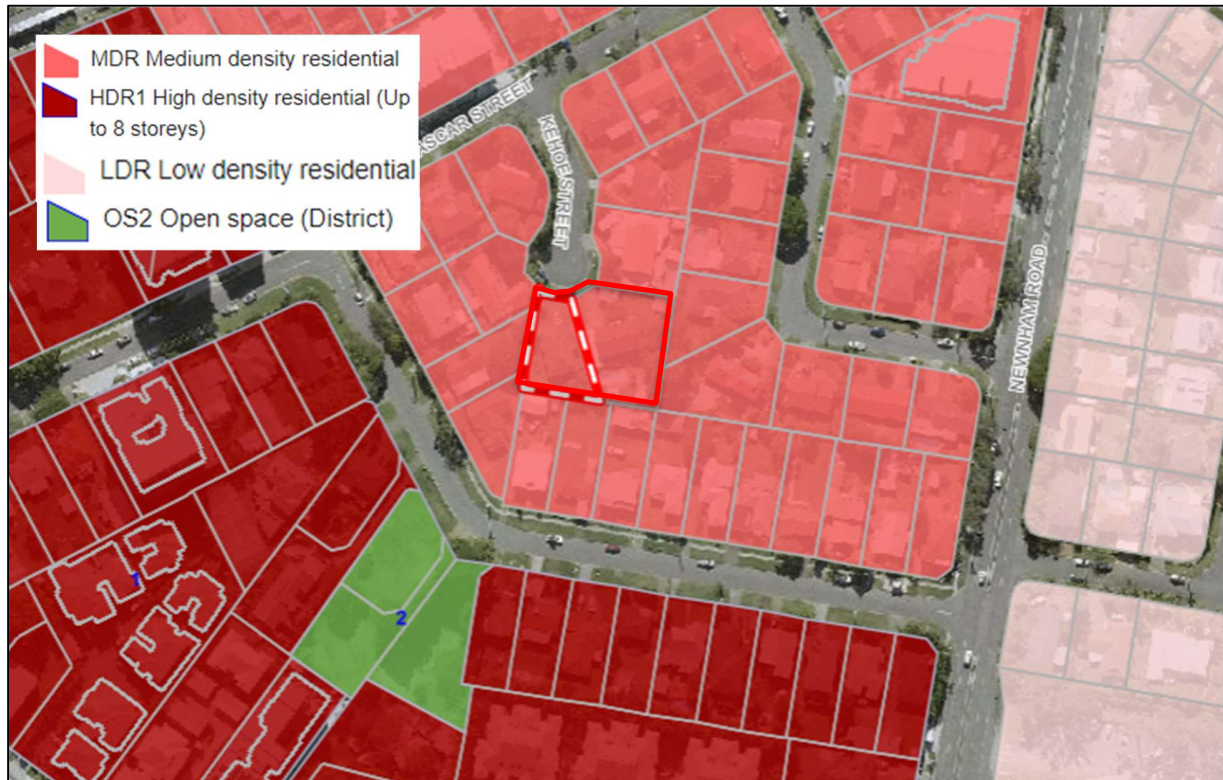 MDR Medium density residential
HDR1 High density residential (Up
to 8 storeys)
LDR Low density residential
OS2 Open space (District)
ASCAR STREET
KEHOE STREET
NEWNHAM ROAD
1
2